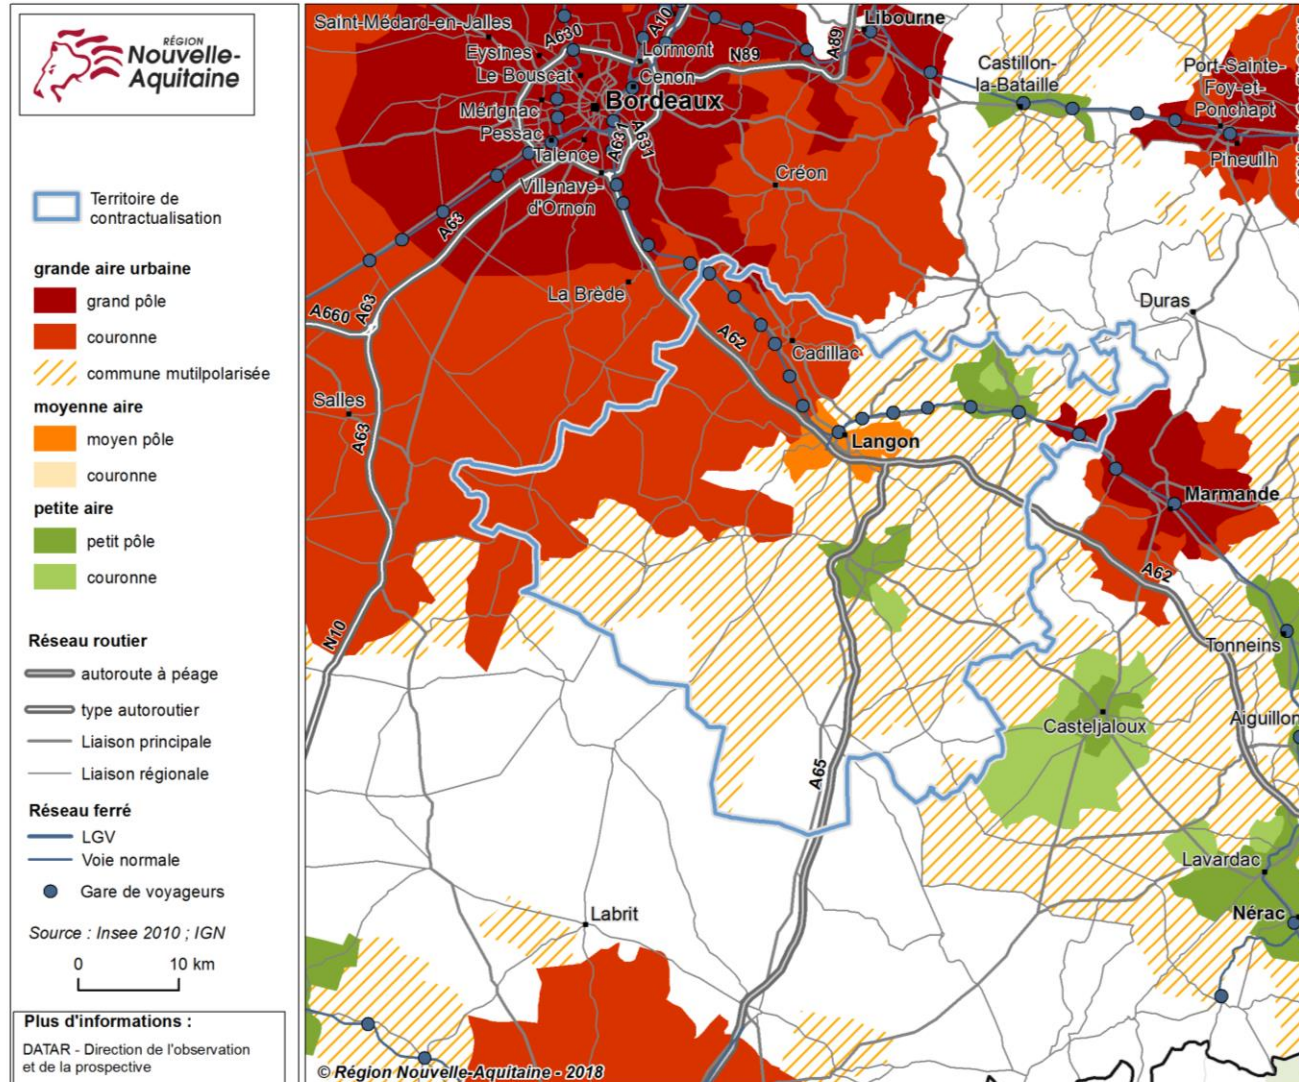 RÉGION
Nouvelle-
Aquitaine
Territoire de
contractualisation
grande aire urbaine
grand pôle
couronne
commune mutilpolarisée
moyenne aire
moyen pôle
couronne
petite aire
petit pôle
couronne
Réseau routier
autoroute à péage
type autoroutier
Liaison principale
Liaison régionale
Réseau ferré
LGV
Voie normale
Gare de voyageurs
Source : Insee 2010 ; IGN
0 10 km
Plus d'informations :
DATAR - Direction de l'observation
et de la prospective
Saint-Médard-en-Jalles
A630
A10
Libourne
Eysines
Lormont
N89
A89
Le Bouscat
Cenon
Castillon-
la-Bataille
Port-Sainte-
Foy-et-
Ponchapt
Bordeaux
Mérignac
Pessac
A631
A631
Talence
Pineuilh
Villenave-
d'Ornon
Créon
A63
La Brède
Duras
A660
A63
A62
Cadillac
Salles
A63
Langon
Marmande
A62
N10
Tonneins
Casteljaloux
Aiguillon
A65
Lavardac
Labrit
Nérac
© Région Nouvelle-Aquitaine - 2018